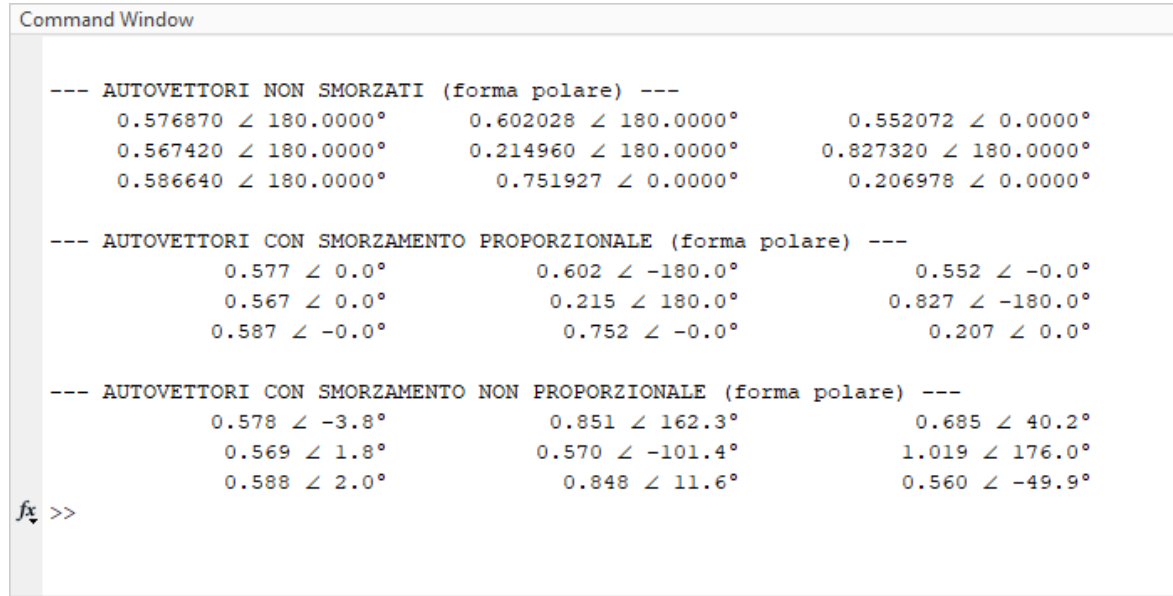 Command Window
--- AUTOVETTORI NON SMORZATI (forma polare) ---
0.576870 ∠ 180.0000° 0.602028 ∠ 180.0000° 0.552072 ∠ 0.0000°
0.567420 ∠ 180.0000° 0.214960 ∠ 180.0000° 0.827320 ∠ 180.0000°
0.586640 ∠ 180.0000° 0.751927 ∠ 0.0000° 0.206978 ∠ 0.0000°
--- AUTOVETTORI CON SMORZAMENTO PROPORZIONALE (forma polare) ---
0.577 ∠ 0.0° 0.602 ∠ -180.0° 0.552 ∠ -0.0°
0.567 ∠ 0.0° 0.215 ∠ 180.0° 0.827 ∠ -180.0°
0.587 ∠ -0.0° 0.752 ∠ -0.0° 0.207 ∠ 0.0°
--- AUTOVETTORI CON SMORZAMENTO NON PROPORZIONALE (forma polare) ---
0.578 ∠ -3.8° 0.851 ∠ 162.3° 0.685 ∠ 40.2°
0.569 ∠ 1.8° 0.570 ∠ -101.4° 1.019 ∠ 176.0°
0.588 ∠ 2.0° 0.848 ∠ 11.6° 0.560 ∠ -49.9°
fx >>